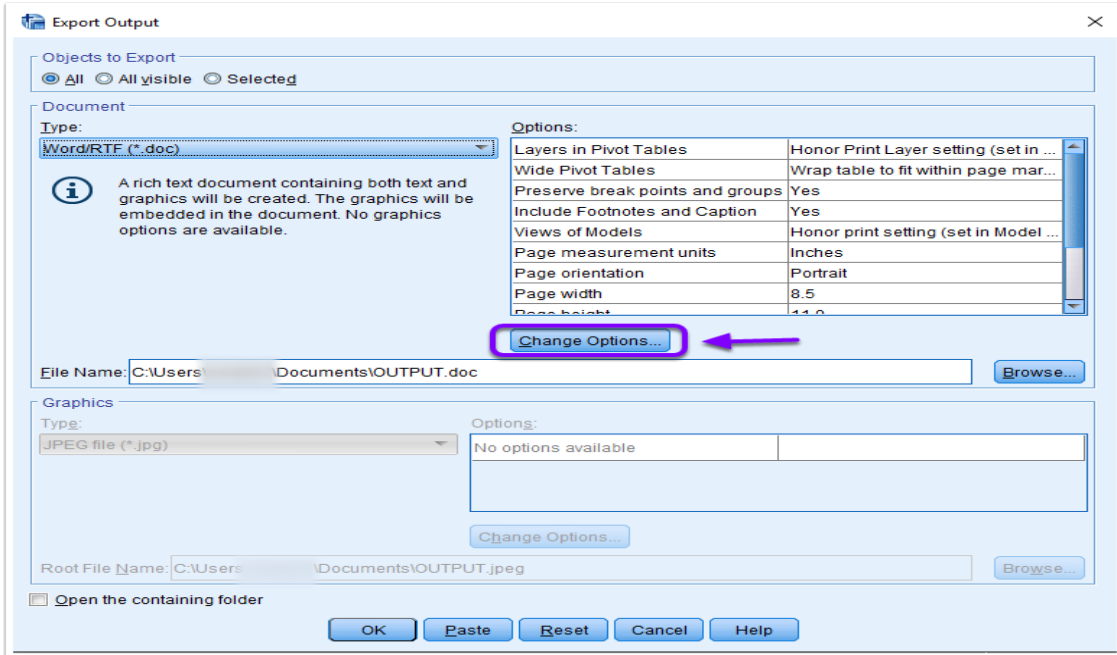 Export Output
Objects to Export
All All visible Selected
Document
Type:
Options:
Word/RTF (*.doc)
A rich text document containing both text and
graphics will be created. The graphics will be
embedded in the document. No graphics
options are available.
Layers in Pivot Tables Honor Print Layer setting (set in ...
Wide Pivot Tables Wrap table to fit within page mar...
Preserve break points and groups Yes
Include Footnotes and Caption Yes
Views of Models Honor print setting (set in Model ...
Page measurement units Inches
Page orientation Portrait
Page width 8.5
Page height 11.0
Change Options...
File Name: C:\Users\ \Documents\OUTPUT.doc Browse...
Graphics
Type:
Options:
JPEG file (*.jpg)
No options available
Change Options...
Root File Name: C:\Users \Documents\OUTPUT.jpeg Browse...
Open the containing folder
OK Paste Reset Cancel Help